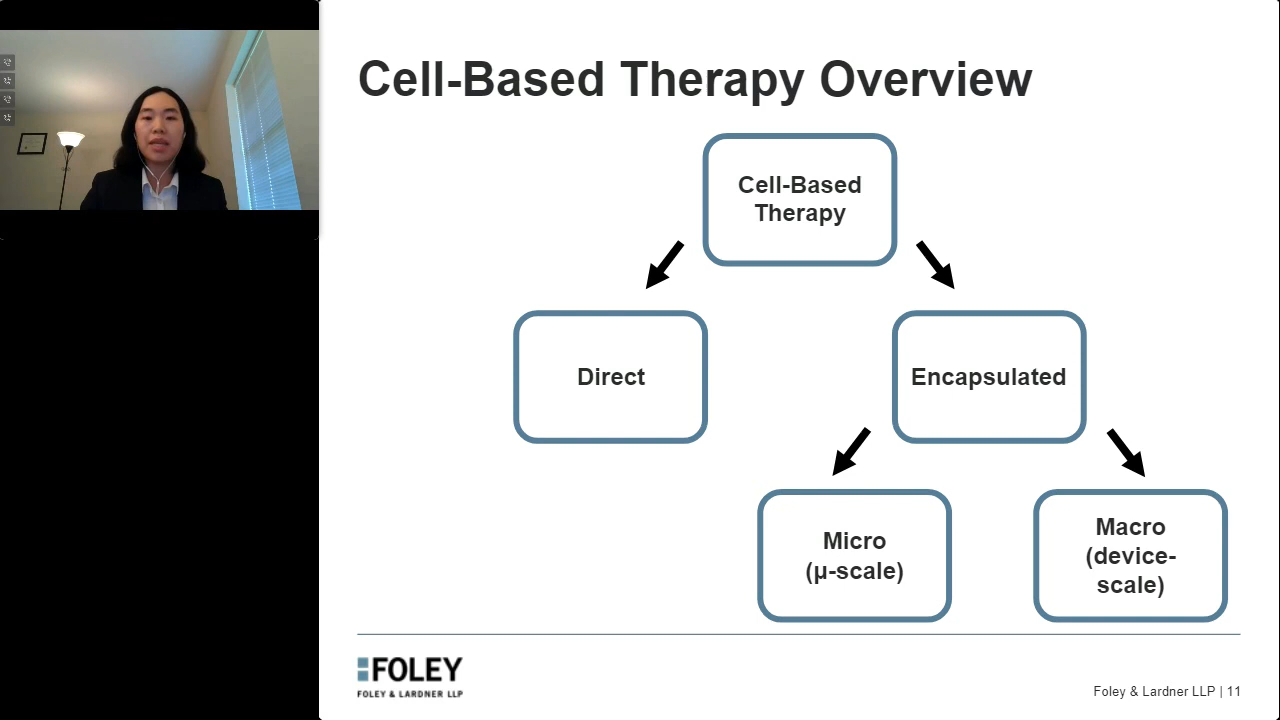 Cell-Based Therapy Overview
Cell-Based
Therapy
Direct
Encapsulated
Micro
(µ-scale)
Macro
(device-
scale)
FOLEY
FOLEY & LARDNER LLP
Foley & Lardner LLP | 11